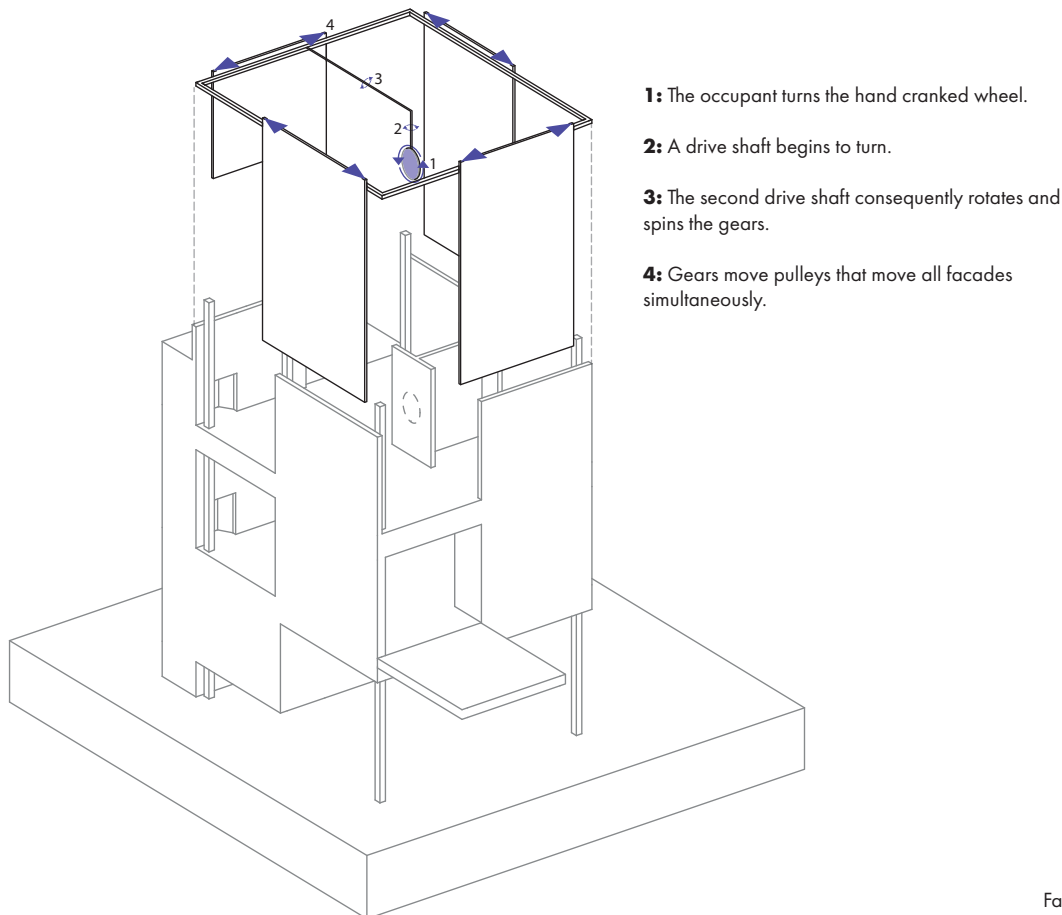 4
3
2
1
1: The occupant turns the hand cranked wheel.
2: A drive shaft begins to turn.
3: The second drive shaft consequently rotates and
spins the gears.
4: Gears move pulleys that move all facades
simultaneously.
Fa